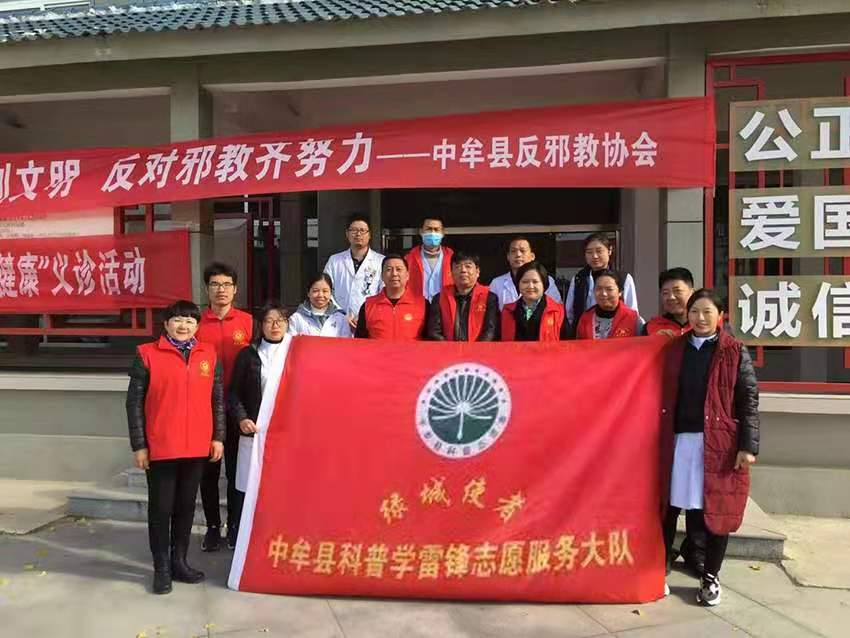 创文明 反对邪教齐努力——中牟县反邪教协会
健康”义诊活动
公正
爱国
诚信
绿城使者
中牟县科普学雷锋志愿服务大队